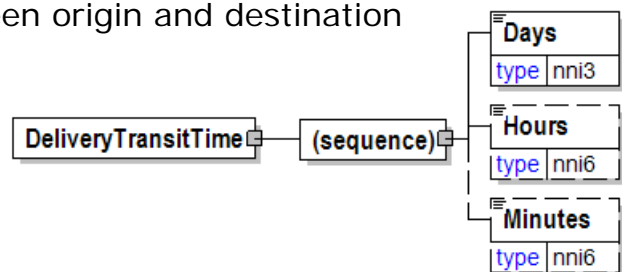 en origin and destination
Days
type nni3
DeliveryTransitTime
(sequence)
Hours
type nni6
Minutes
type nni6